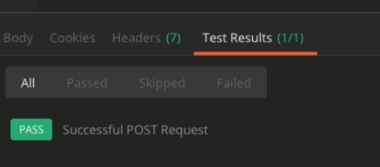 Body Cookies Headers (7) Test Results (1/1)
All Passed Skipped Failed
PASS Successful POST Request